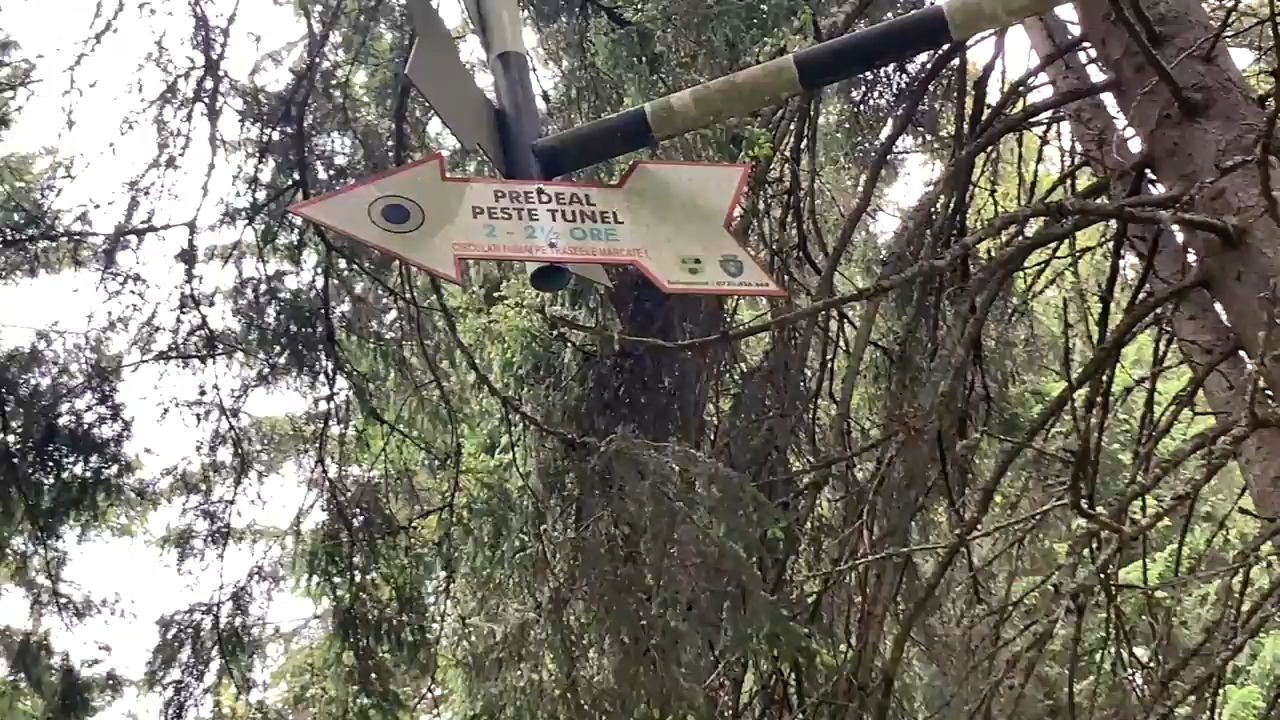 PREDEAL
PESTE TUNEL
2 - 2½ ORE
CIRCULAȚI NUMAI PE TRASEELE MARCATE!